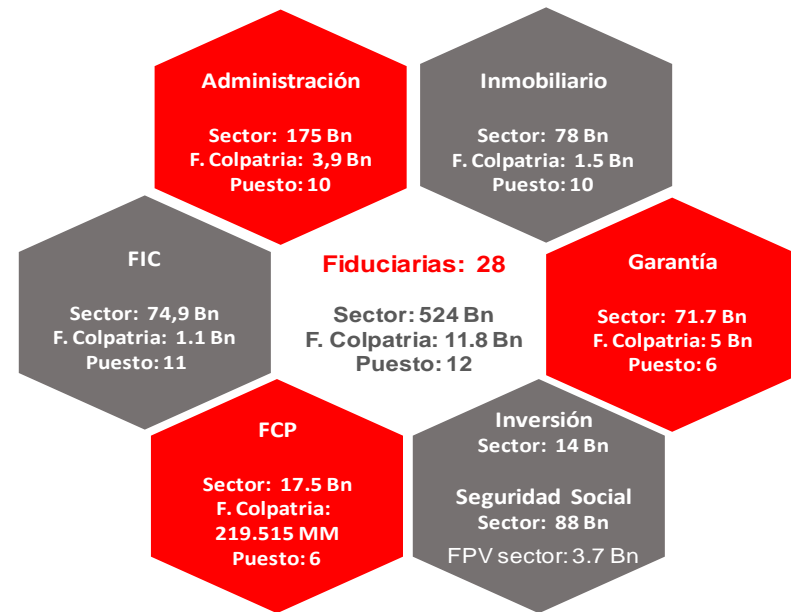 Administración
Sector: 175 Bn
F. Colpatria: 3,9 Bn
Puesto: 10
Inmobiliario
Sector: 78 Bn
F. Colpatria: 1.5 Bn
Puesto: 10
FIC
Sector: 74,9 Bn
F. Colpatria: 1.1 Bn
Puesto: 11
Fiduciarias: 28
Sector: 524 Bn
F. Colpatria: 11.8 Bn
Puesto: 12
Garantía
Sector: 71.7 Bn
F. Colpatria: 5 Bn
Puesto: 6
FCP
Sector: 17.5 Bn
F. Colpatria:
219.515 MM
Puesto: 6
Inversión
Sector: 14 Bn
Seguridad Social
Sector: 88 Bn
FPV sector: 3.7 Bn